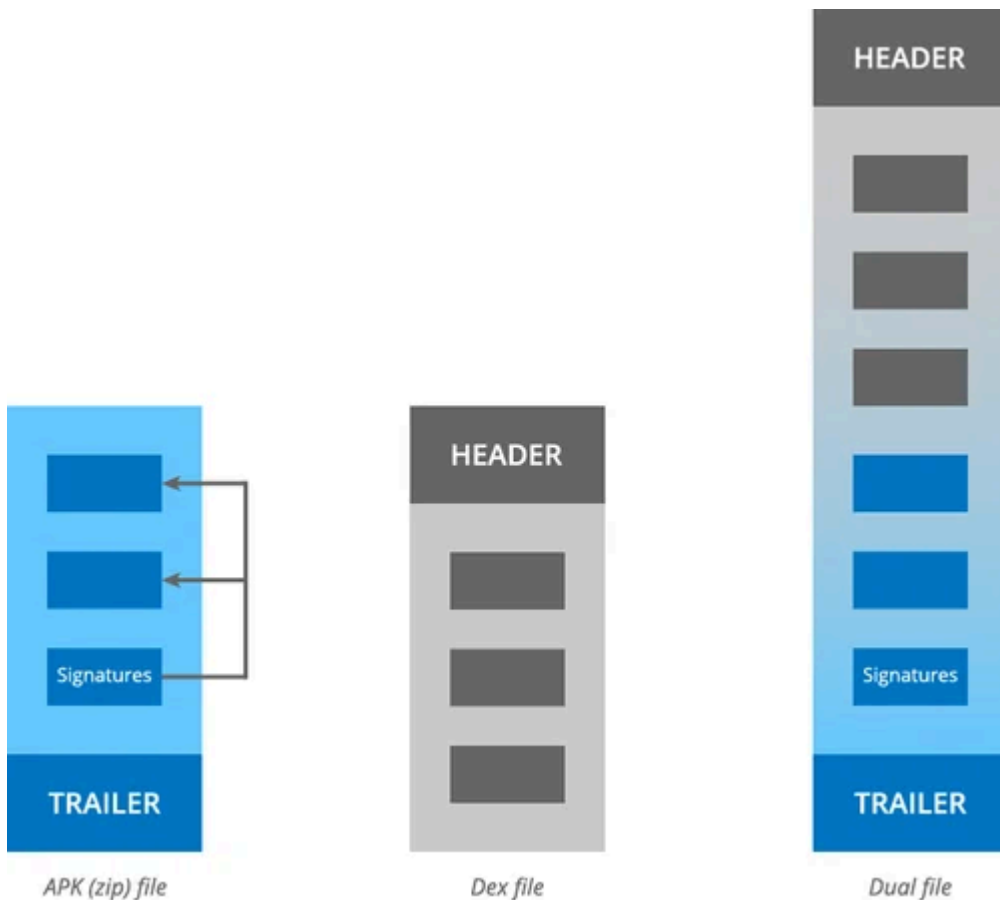 HEADER
HEADER
Signatures
Signatures
TRAILER
TRAILER
APK (zip) file
Dex file
Dual file